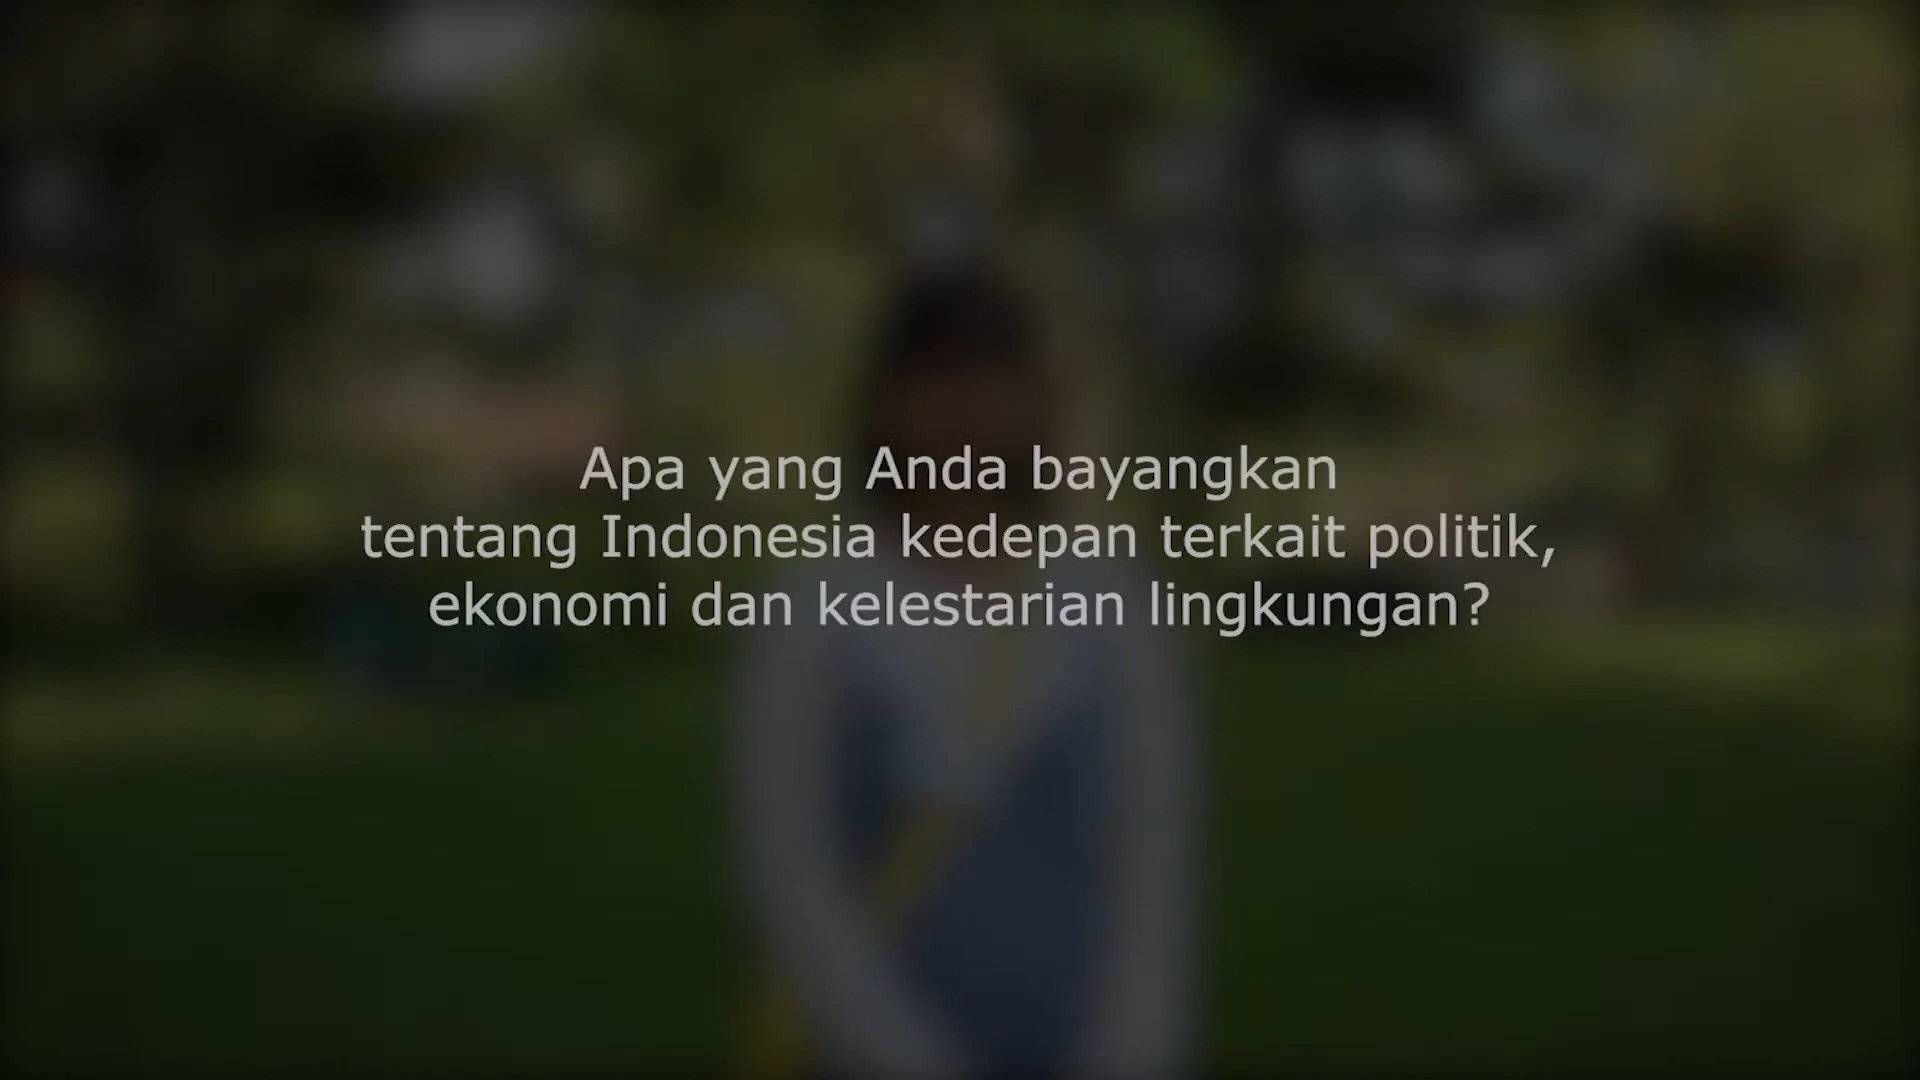 Apa yang Anda bayangkan
tentang Indonesia kedepan terkait politik,
ekonomi dan kelestarian lingkungan?